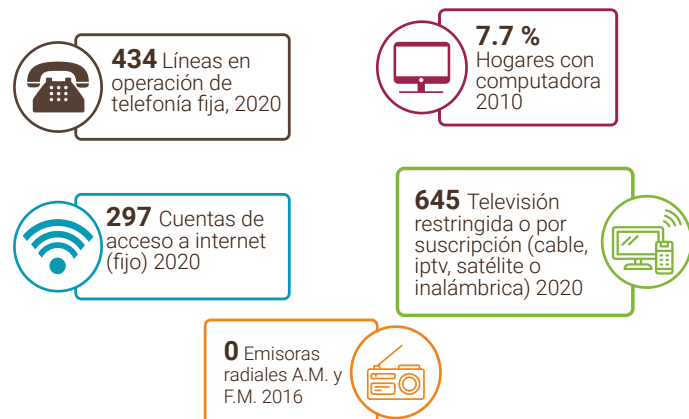 434 Líneas en
operación de
telefonía fija, 2020
7.7 %
Hogares con
computadora
2010
297 Cuentas de
acceso a internet
(fijo) 2020
645 Televisión
restringida o por
suscripción (cable,
iptv, satélite o
inalámbrica) 2020
0 Emisoras
radiales A.M. y
F.M. 2016